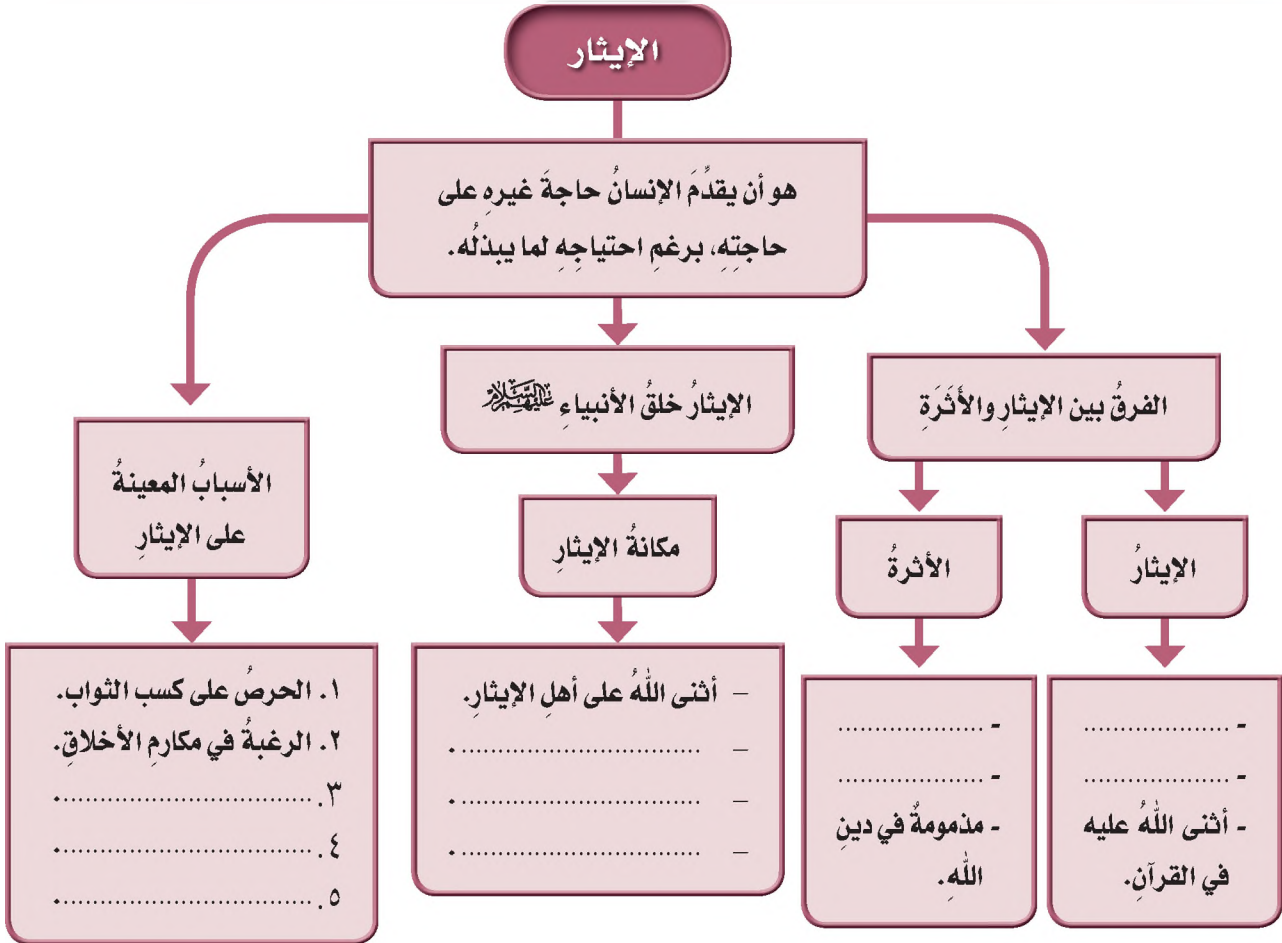 الإيثار
هو أن يقدِّمَ الإنسانُ حاجةَ غيرِهِ على
حاجتِهِ، برغمِ احتياجِهِ لما يبذلُه.
الفرقُ بين الإيثارِ والأَثَرَةِ
الإيثارُ
- ...................
- ...................
- أثنى اللهُ عليه
في القرآنِ.
الأثرةُ
- ...................
- ...................
- مذمومةٌ في دينِ
اللهِ.
الإيثارُ خلقُ الأنبياءِ عليهم السلام
مكانةُ الإيثارِ
– أثنى اللهُ على أهلِ الإيثارِ.
– ................................ .
– ................................ .
– ................................ .
الأسبابُ المعينةُ
على الإيثارِ
١. الحرصُ على كسب الثواب.
٢. الرغبةُ في مكارمِ الأخلاقِ.
٣. .................................
٤. .................................
٥. .................................